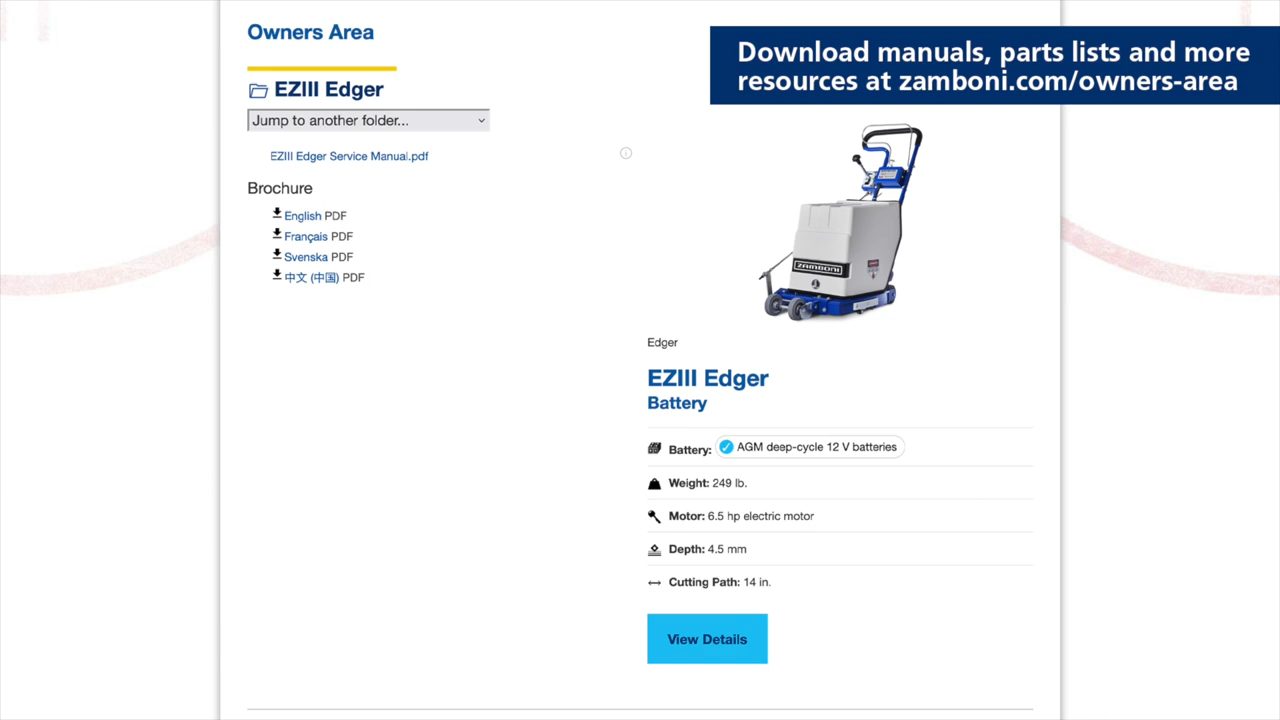 Owners Area
Download manuals, parts lists and more
resources at zamboni.com/owners-area
EZIII Edger
Jump to another folder...
EZIII Edger Service Manual.pdf
Brochure
English PDF
Français PDF
Svenska PDF
中文 (中国) PDF
ZAMBONI
Edger
EZIII Edger
Battery
Battery: AGM deep-cycle 12 V batteries
Weight: 249 lb.
Motor: 6.5 hp electric motor
Depth: 4.5 mm
Cutting Path: 14 in.
View Details